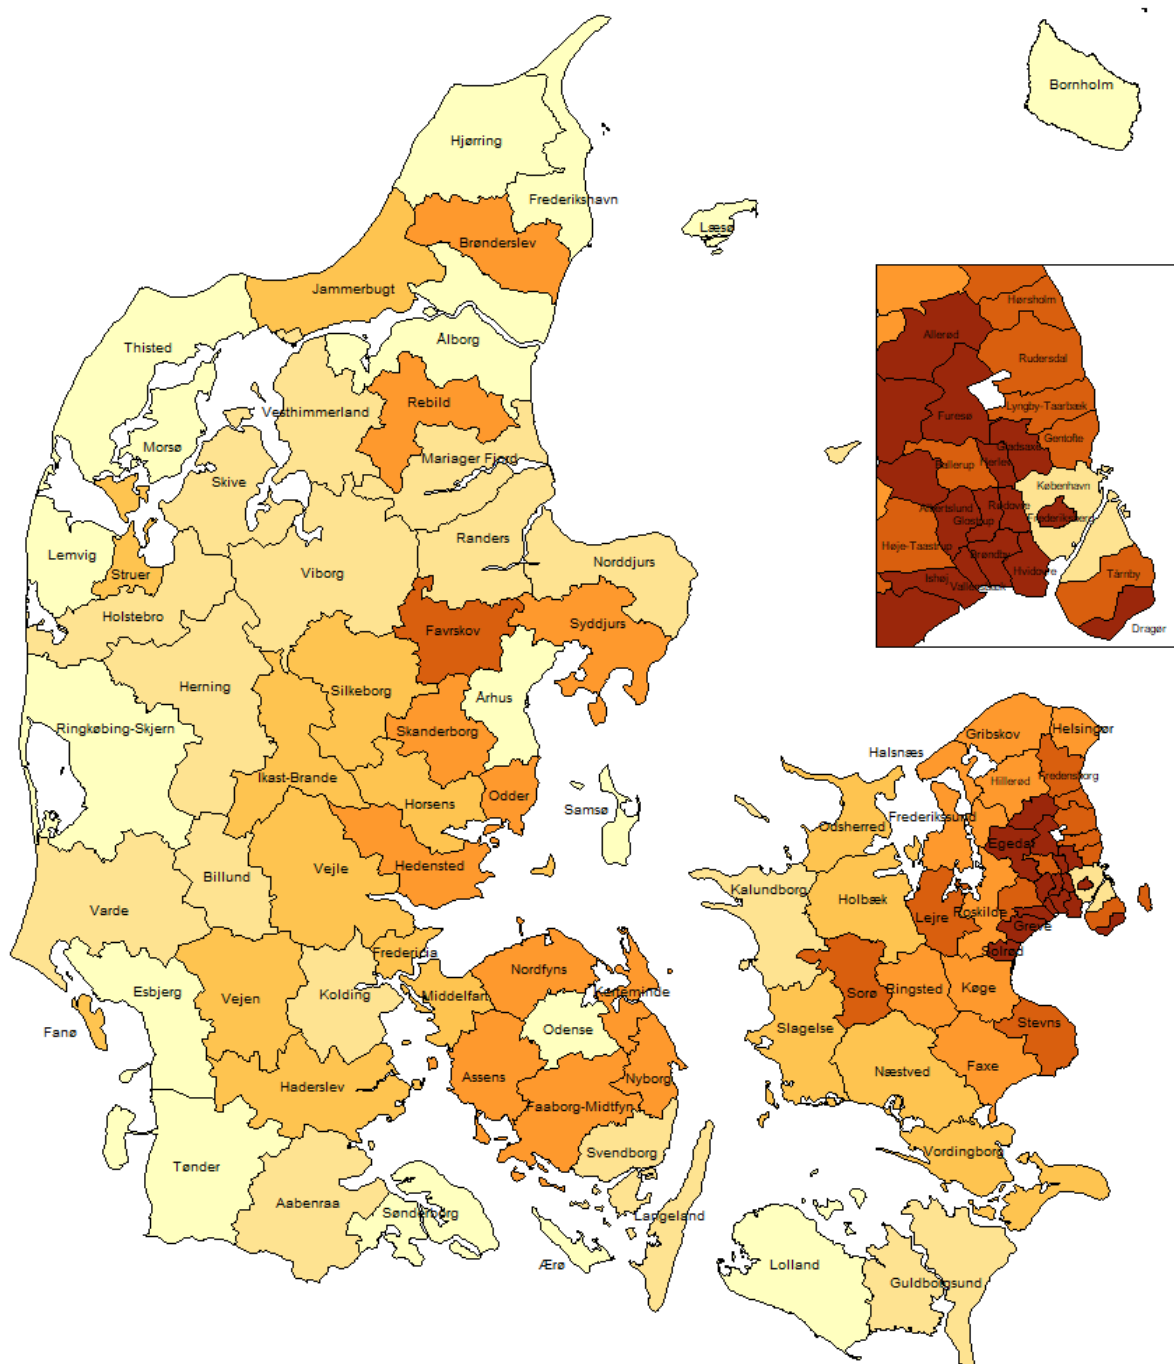 Bornholm
Hjørring
Frederikshavn
Læsø
Brønderslev
Jammerbugt
Thisted
Ålborg
Rebild
Vesthimmerland
Morsø
Mariager Fjord
Skive
Randers
Norddjurs
Lemvig
Struer
Viborg
Holstebro
Favrskov
Syddjurs
Herning
Silkeborg
Århus
Ringkøbing-Skjern
Skanderborg
Ikast-Brande
Horsens
Odder
Samsø
Hedensted
Vejle
Billund
Varde
Fredericia
Esbjerg
Vejen
Kolding
Middelfart
Nordfyns
Kerteminde
Odense
Fanø
Assens
Nyborg
Haderslev
Faaborg-Midtfyn
Svendborg
Tønder
Aabenraa
Sønderborg
Langeland
Ærø
Hørsholm
Allerød
Rudersdal
Lyngby-Taarbæk
Furesø
Gentofte
Gladsaxe
Ballerup
Herlev
København
Albertslund
Rødovre
Glostrup
Frederiksberg
Høje-Taastrup
Brøndby
Hvidovre
Ishøj
Vallensbæk
Tårnby
Dragør
Gribskov
Helsingør
Halsnæs
Hillerød
Fredensborg
Frederikssund
Odsherred
Egedal
Kalundborg
Holbæk
Lejre
Roskilde
Greve
Solrød
Sorø
Ringsted
Køge
Stevns
Slagelse
Næstved
Faxe
Vordingborg
Lolland
Guldborgsund